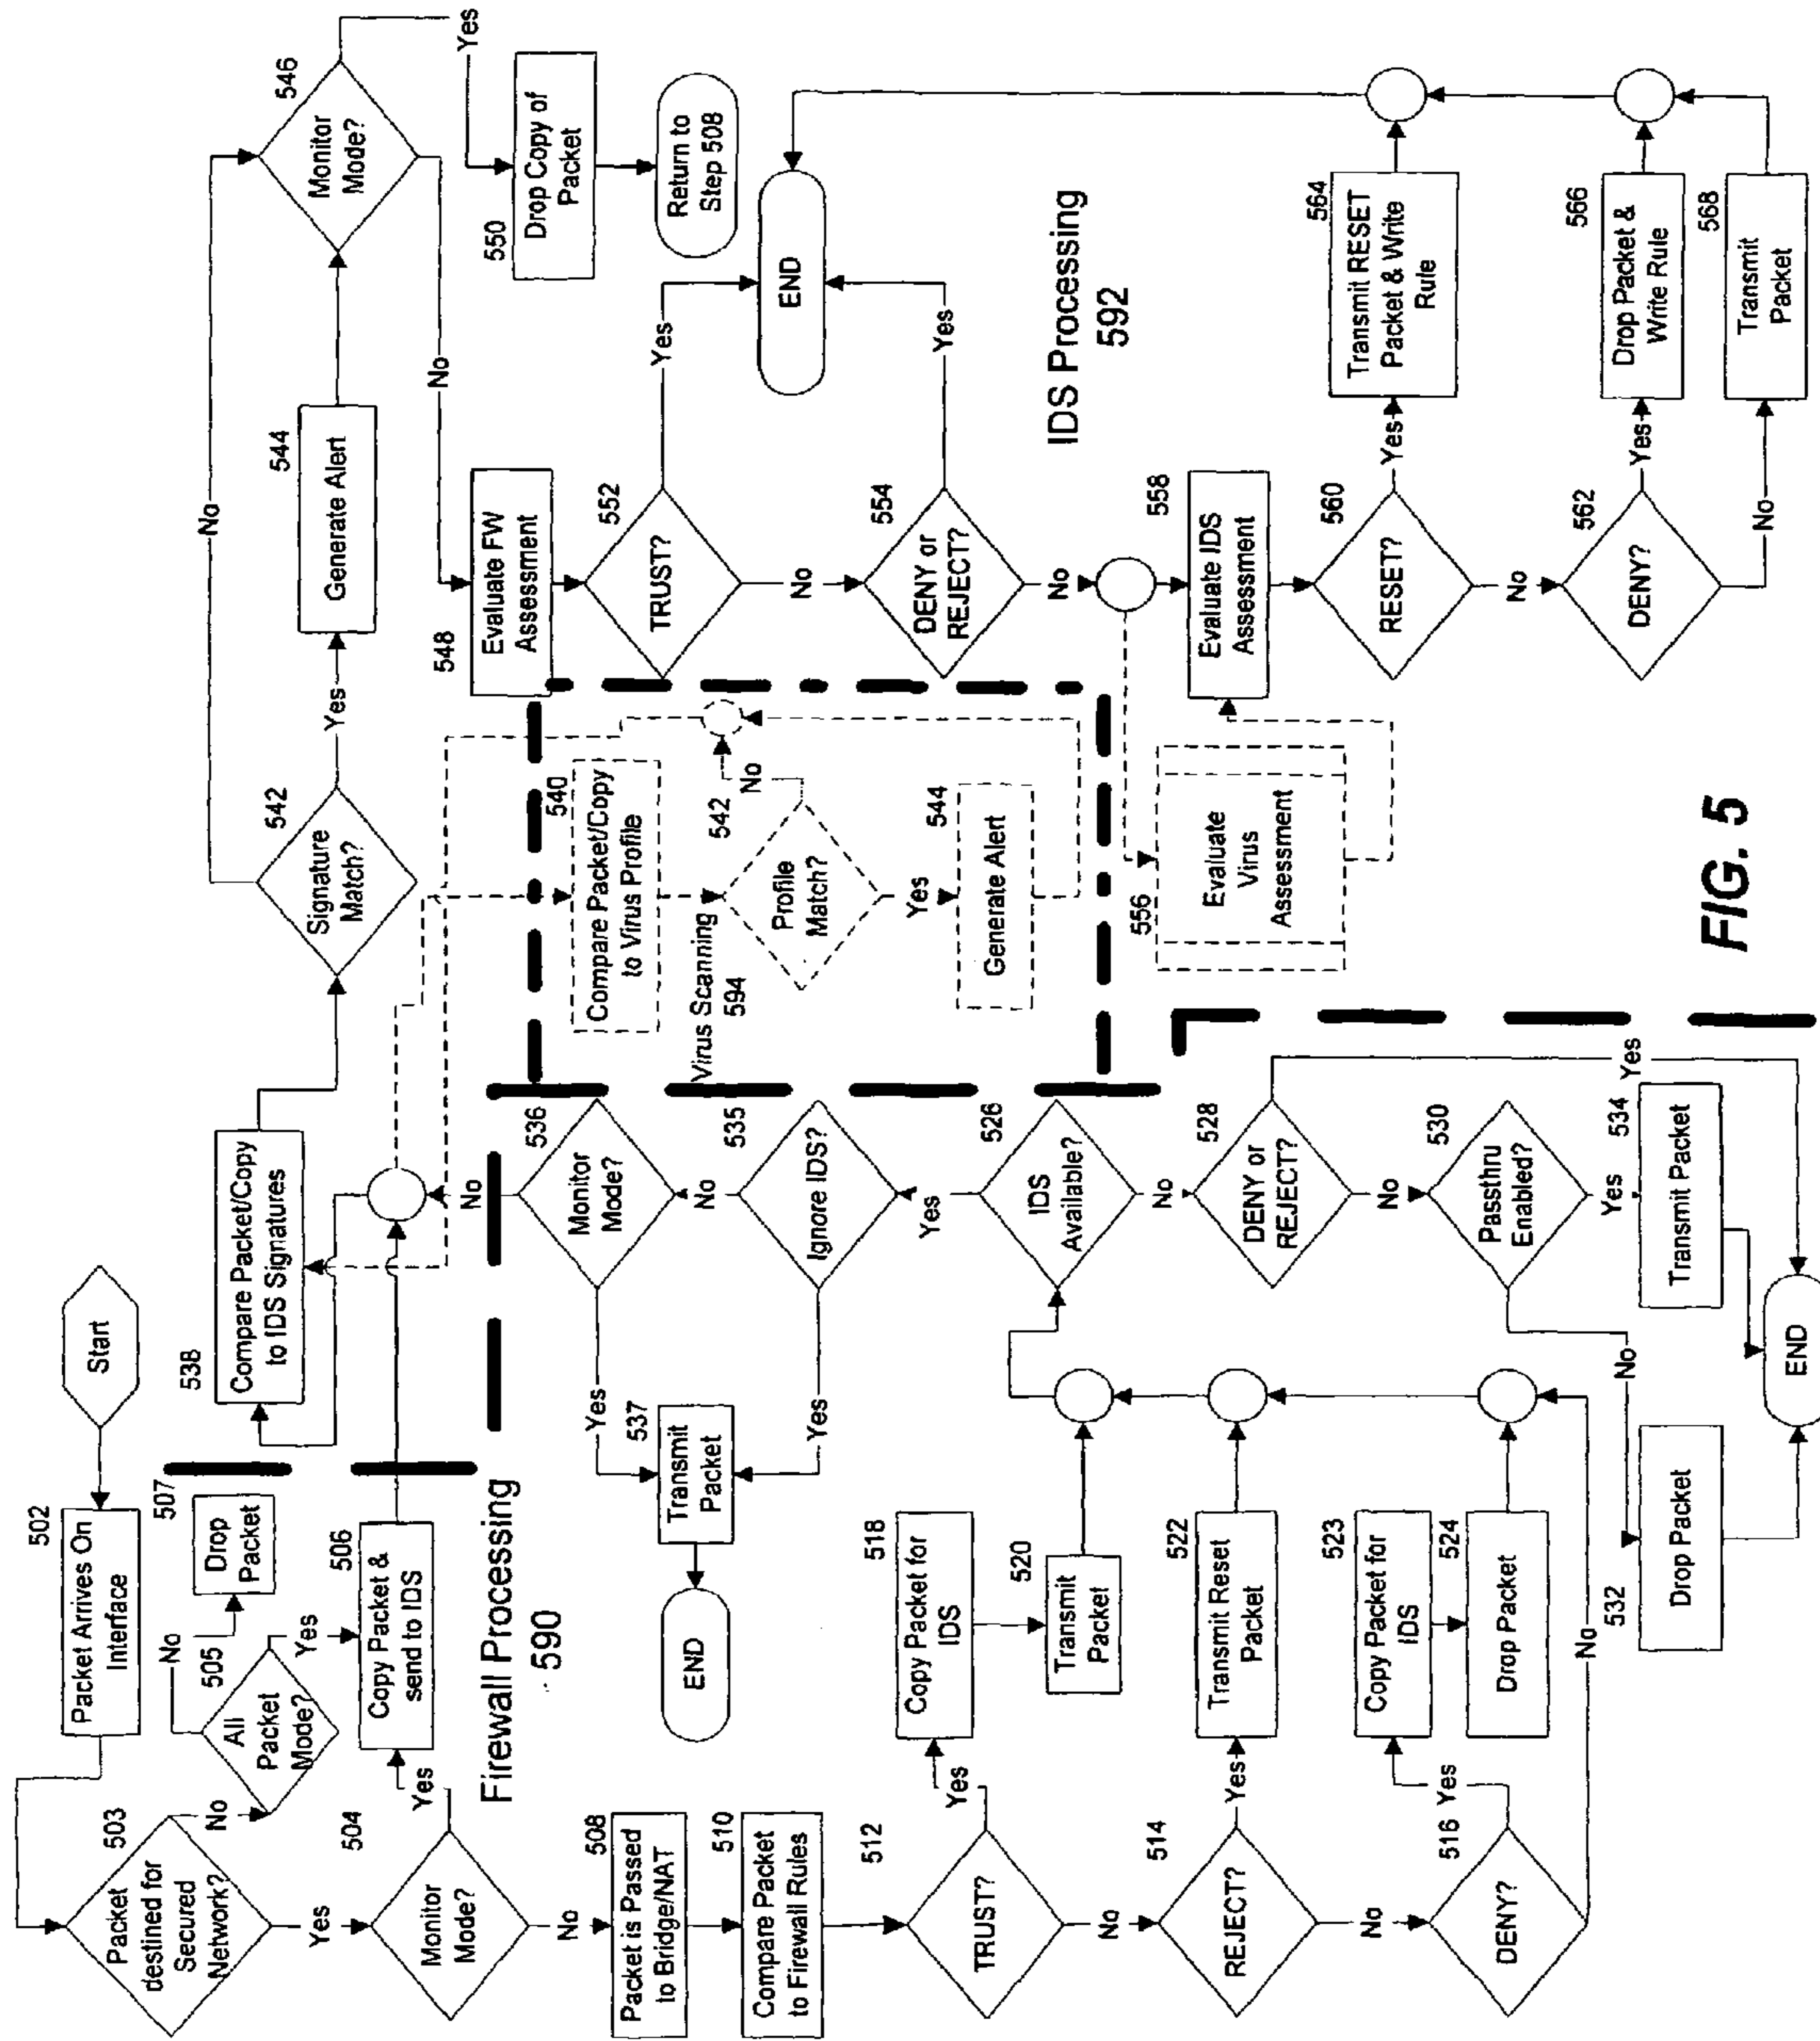 Start
502
Packet Arrives On
Interface
503
Packet
destined for
Secured
Network?
No
505
All
Packet
Mode?
No
507
Drop
Packet
Yes
506
Copy Packet &
send to IDS
Yes
504
Monitor
Mode?
Yes
No
Firewall Processing
590
508
Packet is Passed
to Bridge/NAT
510
Compare Packet
to Firewall Rules
512
TRUST?
Yes
No
518
Copy Packet for
IDS
520
Transmit
Packet
514
REJECT?
Yes
No
522
Transmit Reset
Packet
516
DENY?
Yes
No
523
Copy Packet for
IDS
524
Drop Packet
526
IDS
Available?
Yes
No
535
Ignore IDS?
Yes
No
536
Monitor
Mode?
Yes
No
537
Transmit
Packet
END
528
DENY or
REJECT?
Yes
No
530
Passthru
Enabled?
Yes
No
532
Drop Packet
534
Transmit Packet
END
538
Compare Packet/Copy
to IDS Signatures
542
Signature
Match?
Yes
No
544
Generate Alert
546
Monitor
Mode?
Yes
No
550
Drop Copy of
Packet
Return to
Step 508
548
Evaluate FW
Assessment
552
TRUST?
Yes
No
554
DENY or
REJECT?
Yes
No
END
IDS Processing
592
540
Compare Packet/Copy
to Virus Profile
Virus Scanning
594
542
Profile
Match?
No
Yes
544
Generate Alert
556
Evaluate
Virus
Assessment
558
Evaluate IDS
Assessment
560
RESET?
Yes
No
564
Transmit RESET
Packet & Write
Rule
562
DENY?
Yes
No
566
Drop Packet &
Write Rule
568
Transmit
Packet
FIG. 5